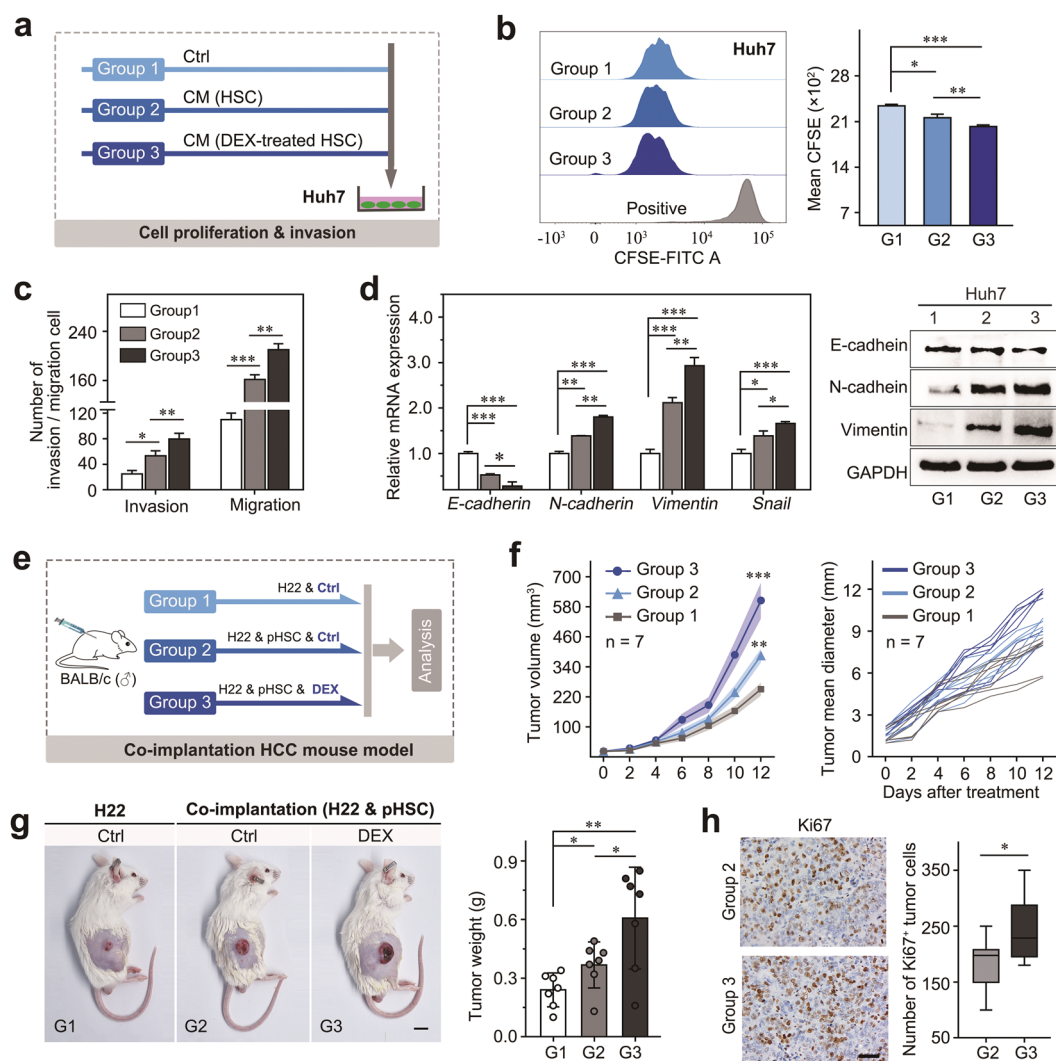 a
Group 1
Ctrl
Group 2
CM (HSC)
Group 3
CM (DEX-treated HSC)
Huh7
Cell proliferation & invasion
b
Huh7
Group 1
Group 2
Group 3
Positive
-10³ 0 10³ 10⁴ 10⁵
CFSE-FITC A
Mean CFSE (×10²)
28
21
14
7
***
*
**
G1 G2 G3
c
Number of
invasion / migration cell
240
160
120
80
40
0
Group1
Group2
Group3
*
**
***
**
Invasion Migration
d
Relative mRNA expression
4.0
3.0
2.0
1.0
***
***
*
***
**
**
***
***
**
***
*
*
E-cadherin N-cadherin Vimentin Snail
Huh7
1 2 3
E-cadhein
N-cadhein
Vimentin
GAPDH
G1 G2 G3
e
BALB/c (♂)
Group 1
H22 & Ctrl
Group 2
H22 & pHSC & Ctrl
Group 3
H22 & pHSC & DEX
Analysis
Co-implantation HCC mouse model
f
Tumor volume (mm³)
700
580
460
340
220
100
Group 3
Group 2
Group 1
n = 7
***
**
0 2 4 6 8 10 12
Tumor mean diameter (mm)
12
9
6
3
0
Group 3
Group 2
Group 1
n = 7
0 2 4 6 8 10 12
Days after treatment
g
H22 Co-implantation (H22 & pHSC)
Ctrl Ctrl DEX
G1 G2 G3
Tumor weight (g)
0.9
0.6
0.3
0.0
**
*
*
G1 G2 G3
h
Ki67
Group 2
Group 3
Number of Ki67⁺ tumor cells
350
250
150
50
*
G2 G3